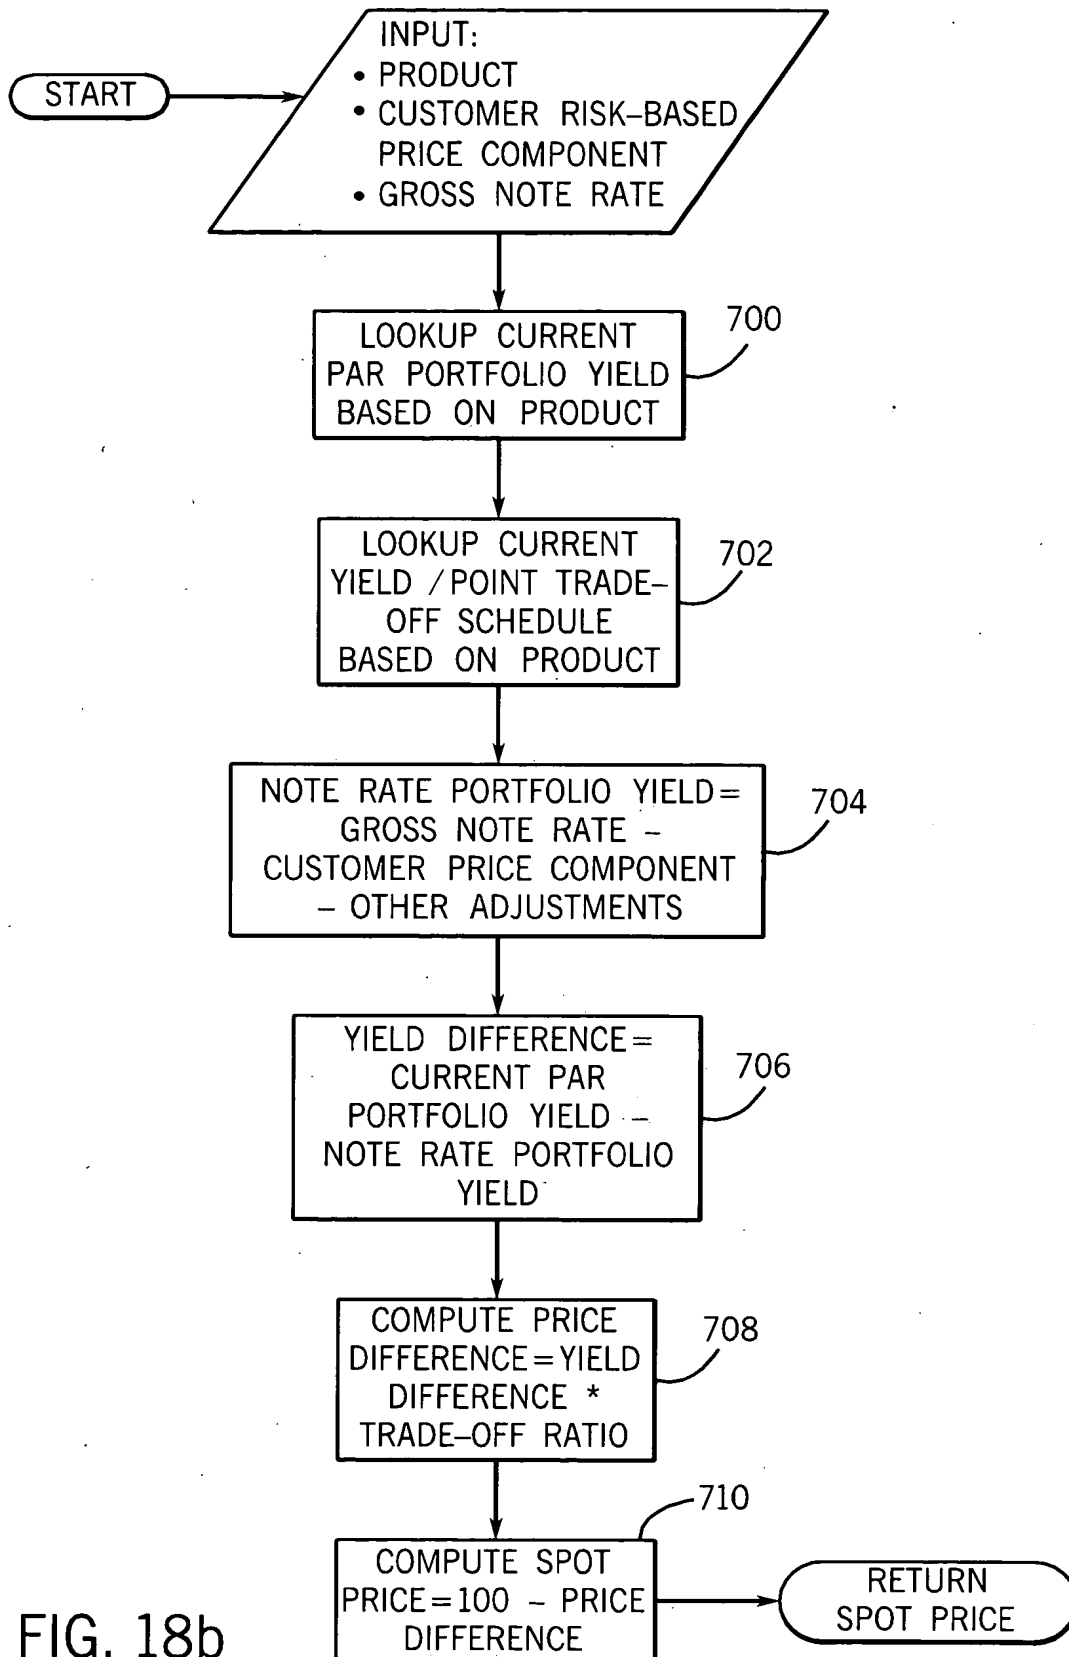 START
INPUT:
• PRODUCT
• CUSTOMER RISK–BASED
PRICE COMPONENT
• GROSS NOTE RATE
LOOKUP CURRENT
PAR PORTFOLIO YIELD
BASED ON PRODUCT
700
LOOKUP CURRENT
YIELD /POINT TRADE–
OFF SCHEDULE
BASED ON PRODUCT
702
NOTE RATE PORTFOLIO YIELD=
GROSS NOTE RATE –
CUSTOMER PRICE COMPONENT
– OTHER ADJUSTMENTS
704
YIELD DIFFERENCE=
CURRENT PAR
PORTFOLIO YIELD –
NOTE RATE PORTFOLIO
YIELD
706
COMPUTE PRICE
DIFFERENCE=YIELD
DIFFERENCE *
TRADE–OFF RATIO
708
COMPUTE SPOT
PRICE=100 – PRICE
DIFFERENCE
710
RETURN
SPOT PRICE
FIG. 18b